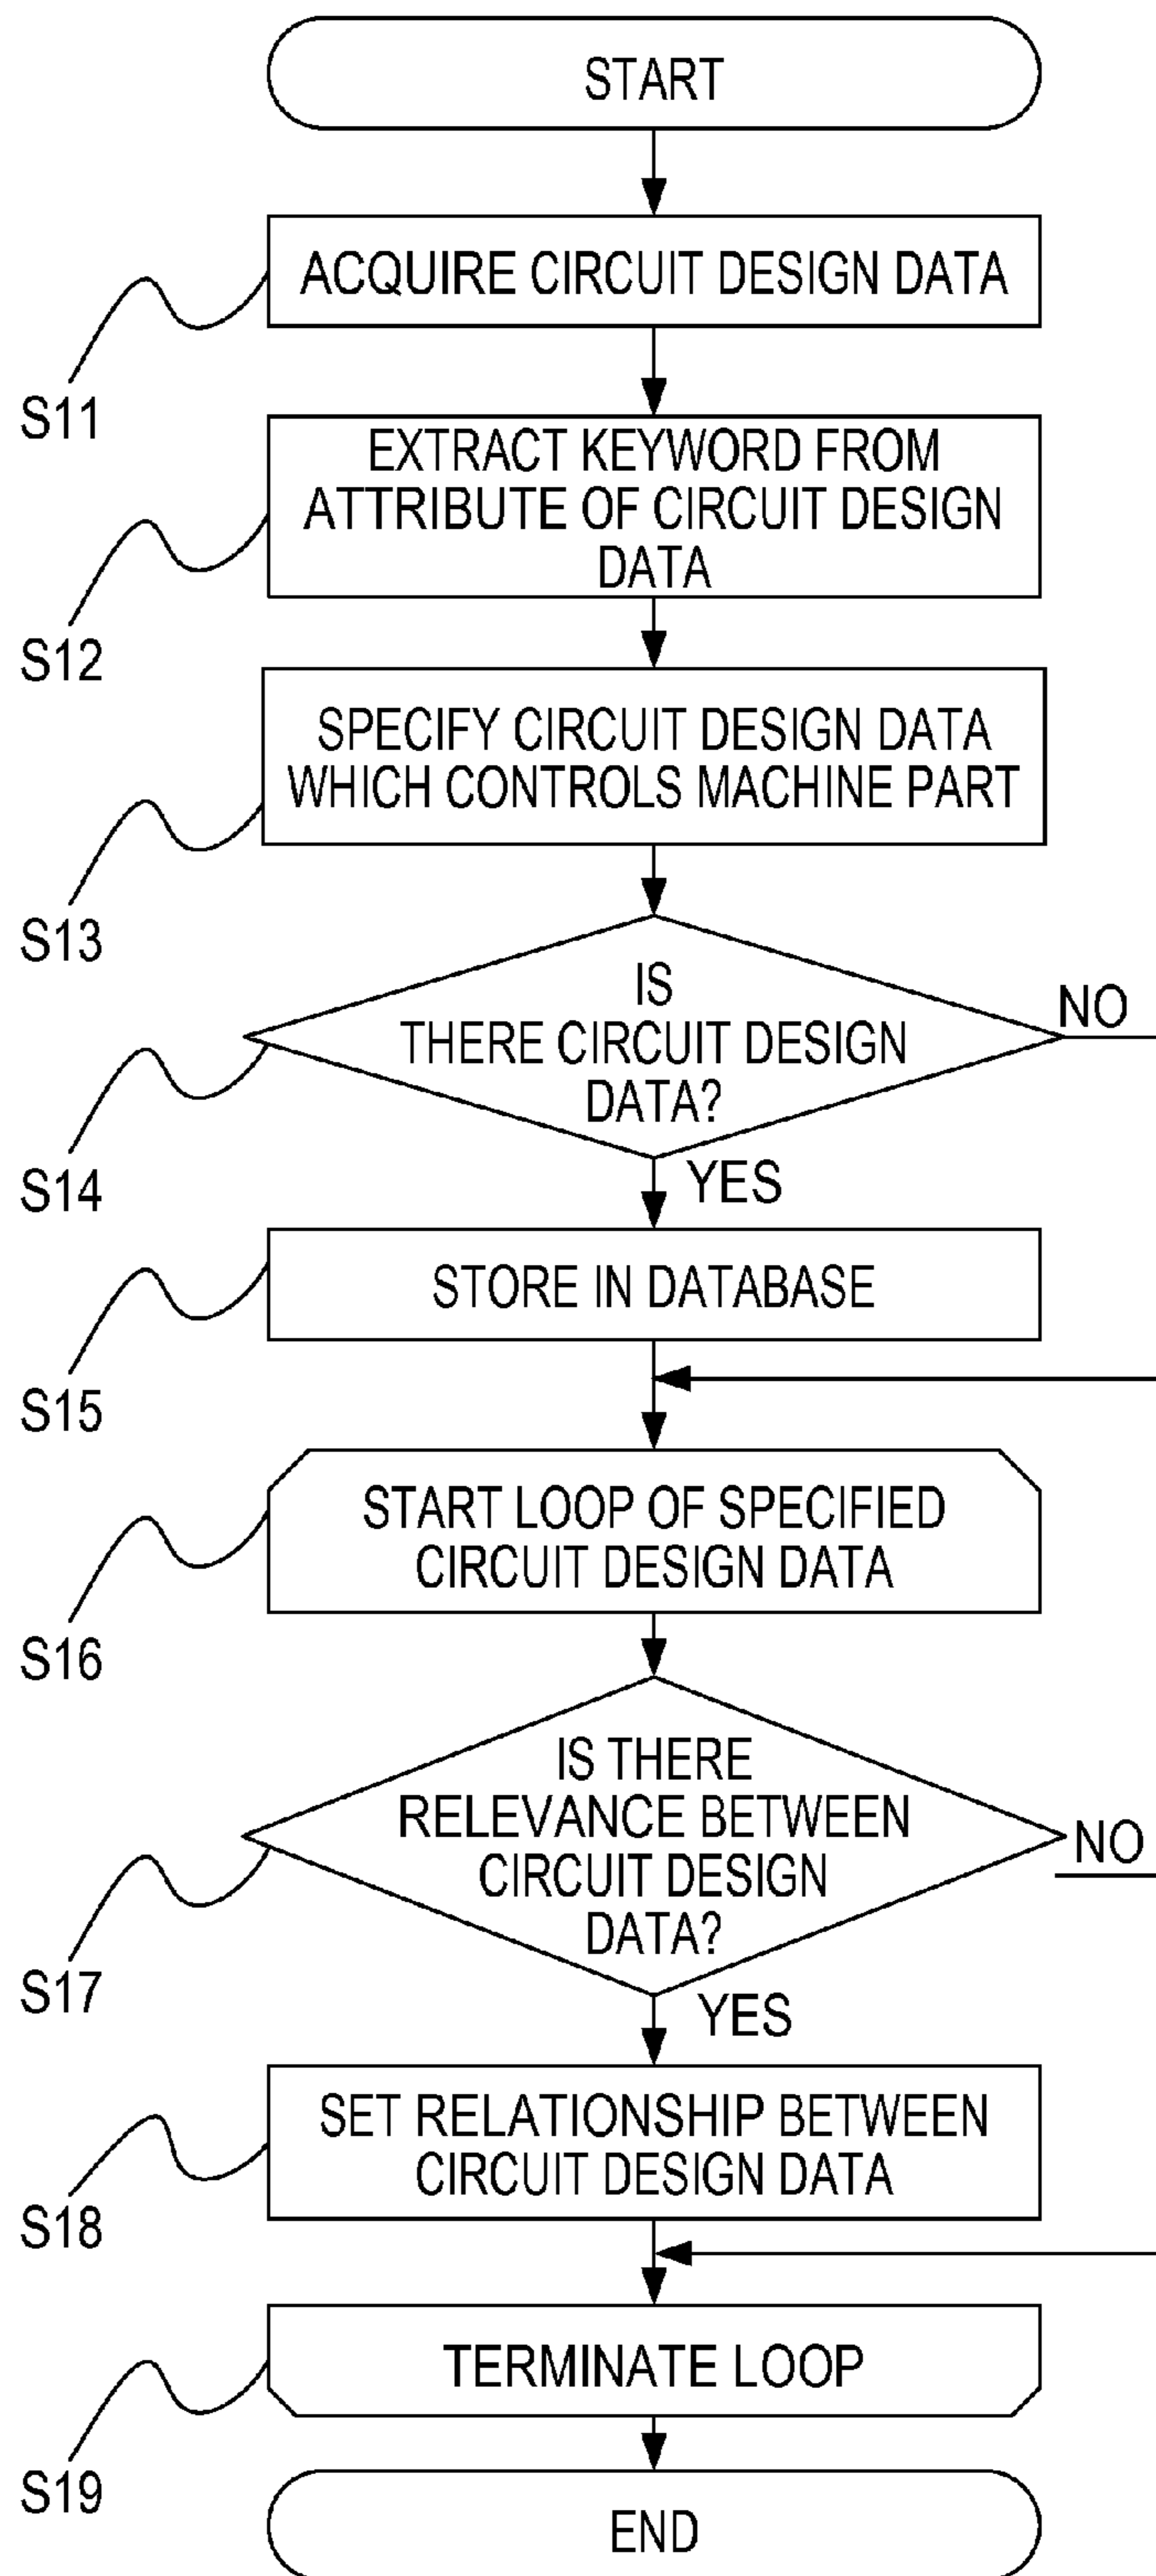 START
ACQUIRE CIRCUIT DESIGN DATA
S11
EXTRACT KEYWORD FROM
ATTRIBUTE OF CIRCUIT DESIGN
DATA
S12
SPECIFY CIRCUIT DESIGN DATA
WHICH CONTROLS MACHINE PART
S13
IS
THERE CIRCUIT DESIGN
DATA?
NO
S14
YES
STORE IN DATABASE
S15
START LOOP OF SPECIFIED
CIRCUIT DESIGN DATA
S16
IS THERE
RELEVANCE BETWEEN
CIRCUIT DESIGN
DATA?
NO
S17
YES
SET RELATIONSHIP BETWEEN
CIRCUIT DESIGN DATA
S18
TERMINATE LOOP
S19
END